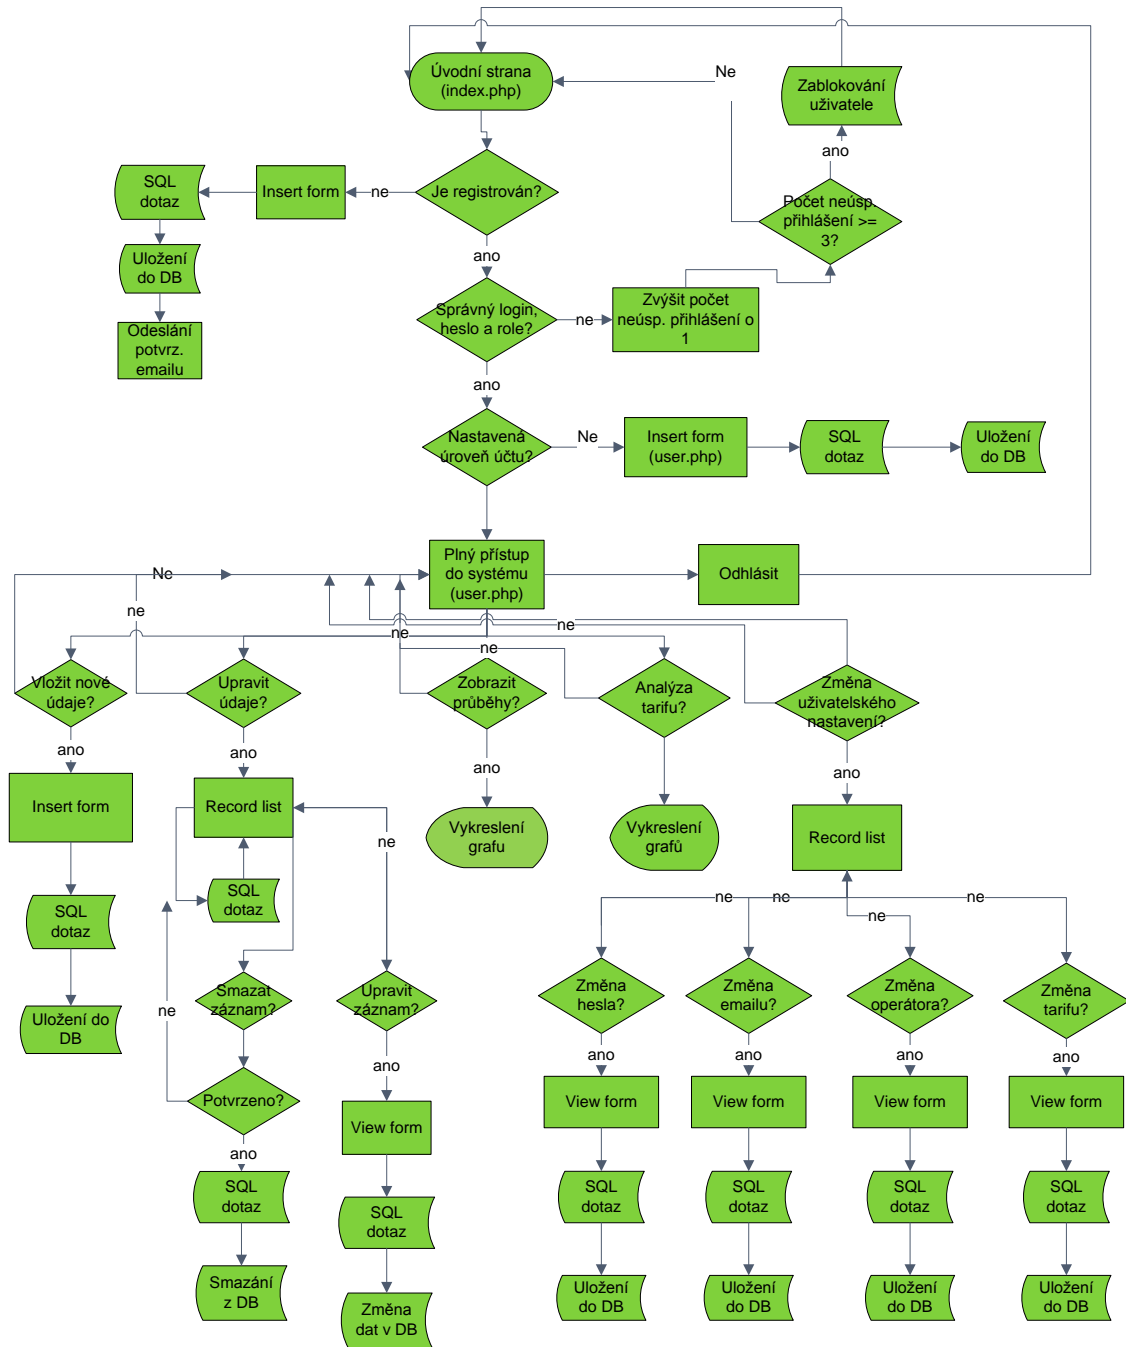 Úvodní strana
(index.php)
Ne
Zablokování
uživatele
ano
SQL
dotaz
Insert form
ne
Je registrován?
Počet neúsp.
přihlášení >=
3?
Uložení
do DB
ano
Správný login,
heslo a role?
ne
Zvýšit počet
neúsp. přihlášení o
1
Odeslání
potvrz.
emailu
ano
Nastavená
úroveň účtu?
Ne
Insert form
(user.php)
SQL
dotaz
Uložení
do DB
Ne
Plný přístup
do systému
(user.php)
Odhlásit
ne
ne
ne
ne
Vložit nové
údaje?
Upravit
údaje?
Zobrazit
průběhy?
Analýza
tarifu?
Změna
uživatelského
nastavení?
ano
ano
ano
ano
Insert form
Record list
ne
Vykreslení
grafu
Vykreslení
grafů
Record list
SQL
dotaz
SQL
dotaz
ne
ne
ne
ne
ne
Smazat
záznam?
Upravit
záznam?
Změna
hesla?
Změna
emailu?
Změna
operátora?
Změna
tarifu?
Uložení do
DB
ano
ano
ano
ano
ano
Potvrzeno?
View form
View form
View form
View form
View form
ano
SQL
dotaz
SQL
dotaz
SQL
dotaz
SQL
dotaz
SQL
dotaz
SQL
dotaz
Smazání
z DB
Změna
dat v DB
Uložení
do DB
Uložení
do DB
Uložení
do DB
Uložení
do DB